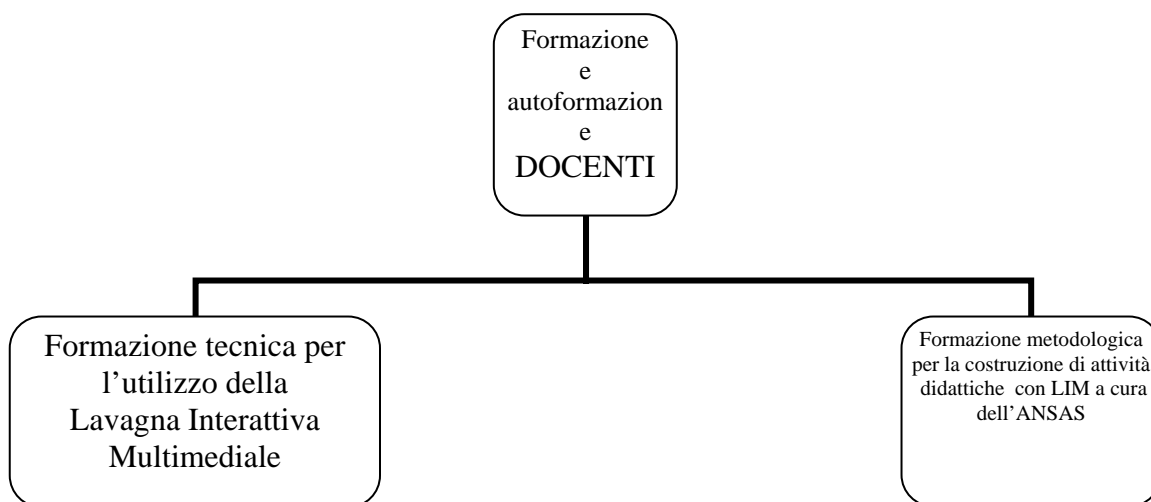 Formazione
e
autoformazion
e
DOCENTI
Formazione tecnica per
l’utilizzo della
Lavagna Interattiva
Multimediale
Formazione metodologica
per la costruzione di attività
didattiche con LIM a cura
dell’ANSAS